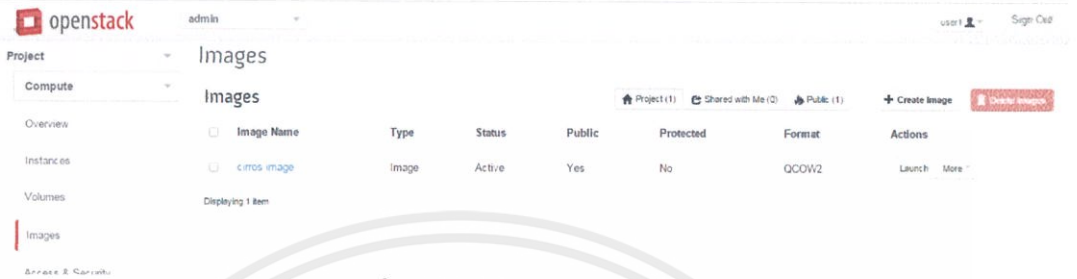 openstack admin user1 Sign Out
Project
Images
Compute
Images
Project (1) Shared with Me (0) Public (1) + Create Image Delete Images
Overview
Image Name Type Status Public Protected Format Actions
Instances
cirros image Image Active Yes No QCOW2 Launch More
Volumes
Displaying 1 item
Images
Access & Security